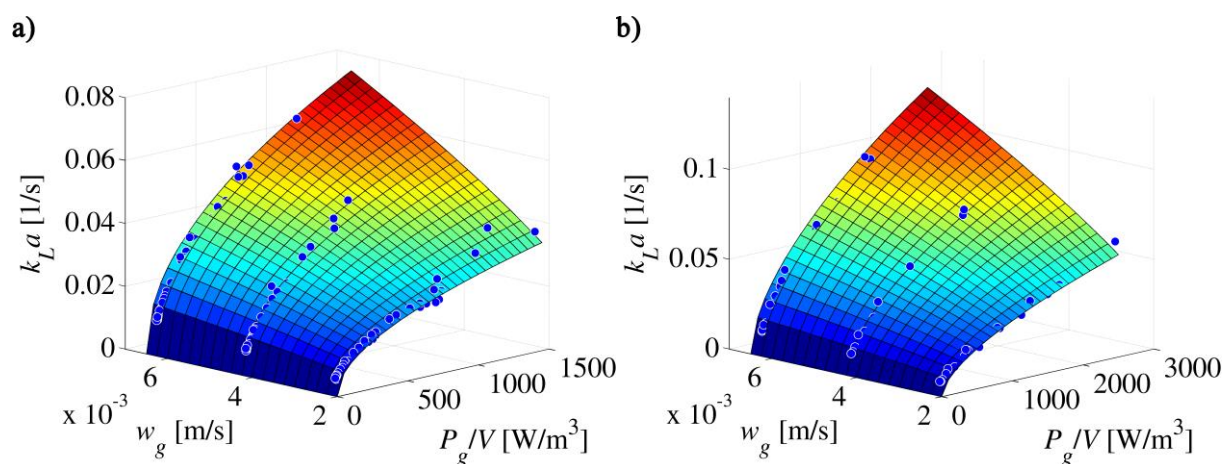 a)
k_L a [1/s]
0.08
0.06
0.04
0.02
0
6
4
2
x 10⁻³
w_g [m/s]
0
500
1000
1500
P_g/V [W/m³]
b)
k_L a [1/s]
0.1
0.05
0
6
4
2
x 10⁻³
w_g [m/s]
0
1000
2000
3000
P_g/V [W/m³]